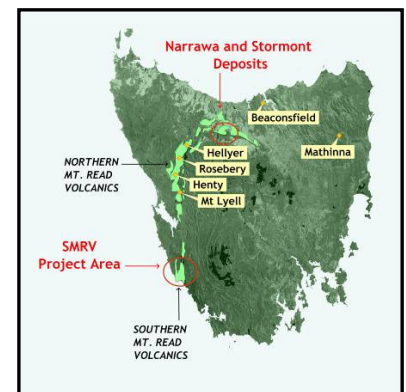 Narrawa and Stormont
Deposits
Beaconsfield
Mathinna
Hellyer
NORTHERN
MT. READ
VOLCANICS
Rosebery
Henty
Mt Lyell
SMRV
Project Area
SOUTHERN
MT. READ
VOLCANICS